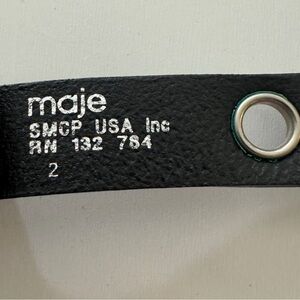 maje
SMCP USA Inc
RN 132 784
2